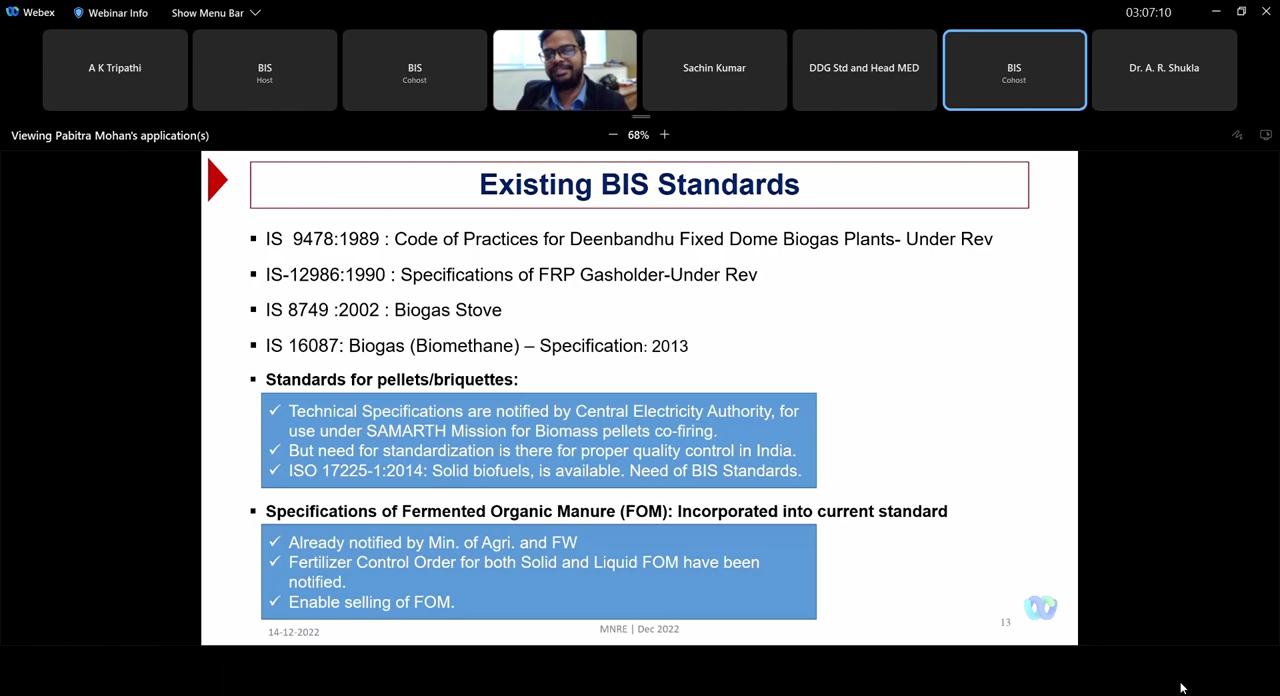 Webex
Webinar Info
Show Menu Bar
03:07:10
A K Tripathi
BIS
Host
BIS
Cohost
Sachin Kumar
DDG Std and Head MED
BIS
Cohost
Dr. A. R. Shukla
Viewing Pabitra Mohan's application(s)
— 68% +
Existing BIS Standards
▪ IS 9478:1989 : Code of Practices for Deenbandhu Fixed Dome Biogas Plants- Under Rev
▪ IS-12986:1990 : Specifications of FRP Gasholder-Under Rev
▪ IS 8749 :2002 : Biogas Stove
▪ IS 16087: Biogas (Biomethane) – Specification: 2013
▪ Standards for pellets/briquettes:
✓ Technical Specifications are notified by Central Electricity Authority, for
use under SAMARTH Mission for Biomass pellets co-firing.
✓ But need for standardization is there for proper quality control in India.
✓ ISO 17225-1:2014: Solid biofuels, is available. Need of BIS Standards.
▪ Specifications of Fermented Organic Manure (FOM): Incorporated into current standard
✓ Already notified by Min. of Agri. and FW
✓ Fertilizer Control Order for both Solid and Liquid FOM have been
notified.
✓ Enable selling of FOM.
14-12-2022
MNRE | Dec 2022
13